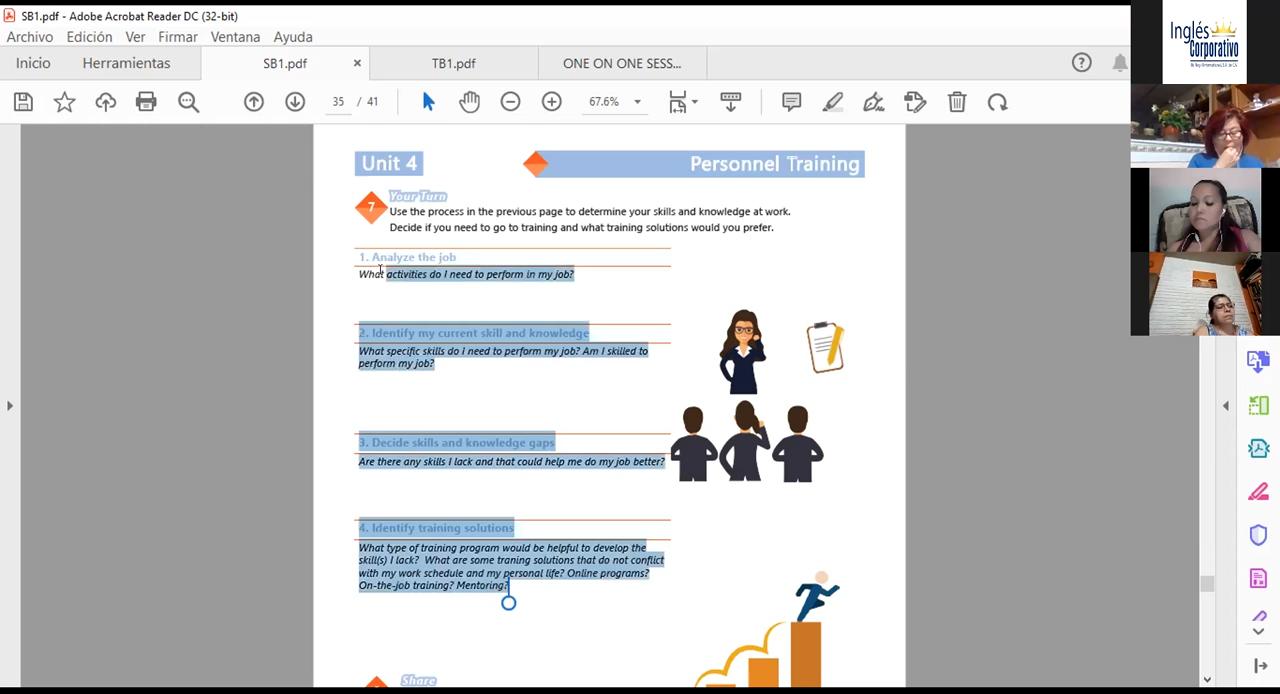 SB1.pdf - Adobe Acrobat Reader DC (32-bit)
Archivo Edición Ver Firmar Ventana Ayuda
Inicio Herramientas SB1.pdf × TB1.pdf ONE ON ONE SESS...
35 / 41 67.6%
Inglés
Corporativo
Unit 4 Personnel Training
7 Your Turn
Use the process in the previous page to determine your skills and knowledge at work.
Decide if you need to go to training and what training solutions would you prefer.
1. Analyze the job
What activities do I need to perform in my job?
2. Identify my current skill and knowledge
What specific skills do I need to perform my job? Am I skilled to
perform my job?
3. Decide skills and knowledge gaps
Are there any skills I lack and that could help me do my job better?
4. Identify training solutions
What type of training program would be helpful to develop the
skill(s) I lack? What are some traning solutions that do not conflict
with my work schedule and my personal life? Online programs?
On-the-job training? Mentoring?
Share